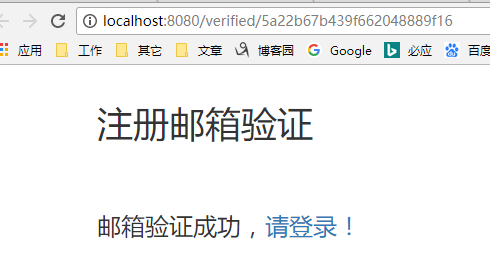 localhost:8080/verified/5a22b67b439f662048889f16
应用 工作 其它 文章 博客园 Google 必应 百度
注册邮箱验证
邮箱验证成功，请登录！